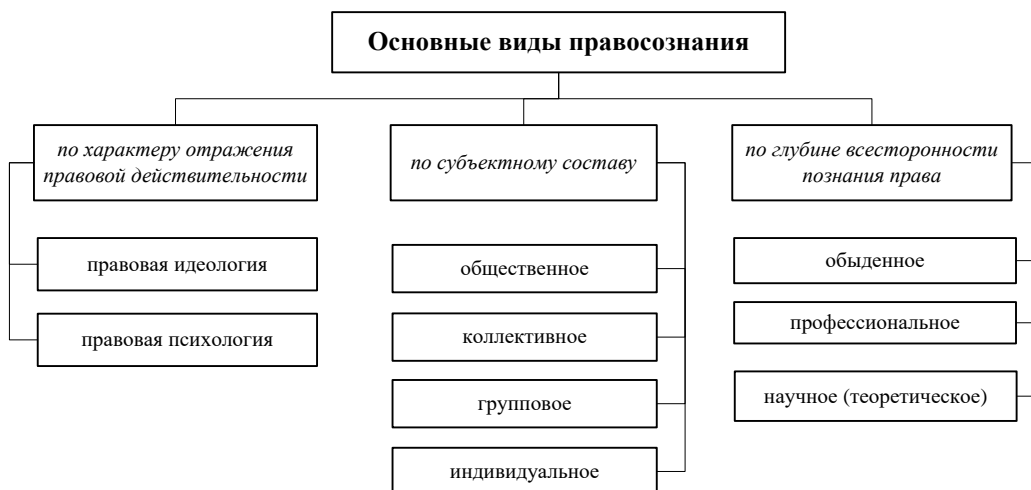 Основные виды правосознания
по характеру отражения
правовой действительности
правовая идеология
правовая психология
по субъектному составу
общественное
коллективное
групповое
индивидуальное
по глубине всесторонности
познания права
обыденное
профессиональное
научное (теоретическое)